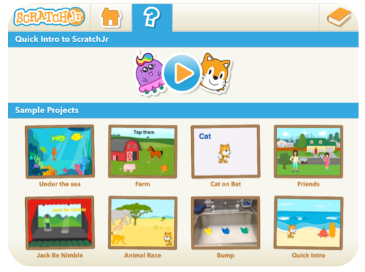 SCRATCHJR
Quick Intro to ScratchJr
Sample Projects
Tap them
Cat
Under the sea
Farm
Cat on Bat
Friends
Jack Be Nimble
Animal Race
Bump
Quick Intro